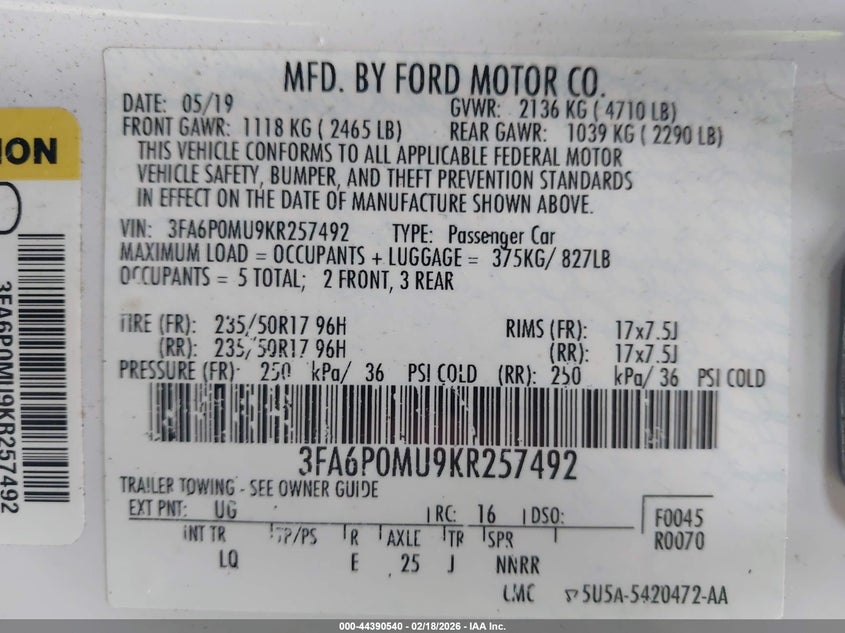 MFD. BY FORD MOTOR CO.
DATE: 05/19 GVWR: 2136 KG ( 4710 LB)
FRONT GAWR: 1118 KG ( 2465 LB) REAR GAWR: 1039 KG ( 2290 LB)
THIS VEHICLE CONFORMS TO ALL APPLICABLE FEDERAL MOTOR
VEHICLE SAFETY, BUMPER, AND THEFT PREVENTION STANDARDS
IN EFFECT ON THE DATE OF MANUFACTURE SHOWN ABOVE.
VIN: 3FA6P0MU9KR257492 TYPE: Passenger Car
MAXIMUM LOAD = OCCUPANTS + LUGGAGE = 375KG/ 827LB
OCCUPANTS = 5 TOTAL; 2 FRONT, 3 REAR
TIRE (FR): 235/50R17 96H RIMS (FR): 17x7.5J
(RR): 235/50R17 96H (RR): 17x7.5J
PRESSURE (FR): 250 kPa/ 36 PSI COLD (RR): 250 kPa/ 36 PSI COLD
3FA6P0MU9KR257492
TRAILER TOWING - SEE OWNER GUIDE
EXT PNT: UG RC: 16 DSO: F0045
INT TR TP/PS R AXLE TR SPR R0070
LQ E 25 J NNRR
LMC 5U5A-5420472-AA
ION
3FA6P0MU9KR257492
000-44390540 - 02/18/2026 - IAA Inc.